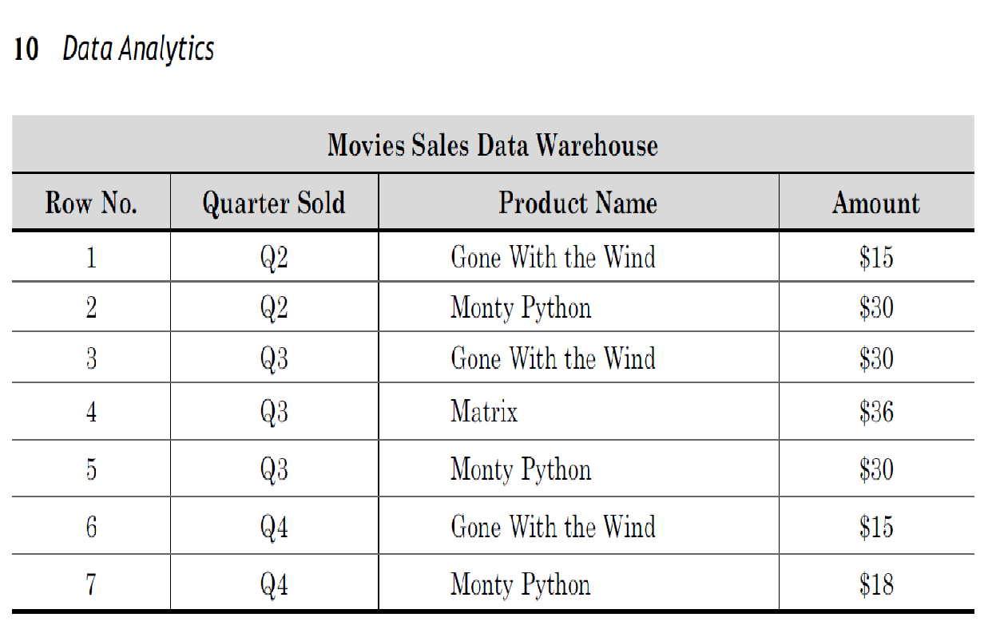 10 Data Analytics
Movies Sales Data Warehouse
Row No. Quarter Sold Product Name Amount
1 Q2 Gone With the Wind $15
2 Q2 Monty Python $30
3 Q3 Gone With the Wind $30
4 Q3 Matrix $36
5 Q3 Monty Python $30
6 Q4 Gone With the Wind $15
7 Q4 Monty Python $18